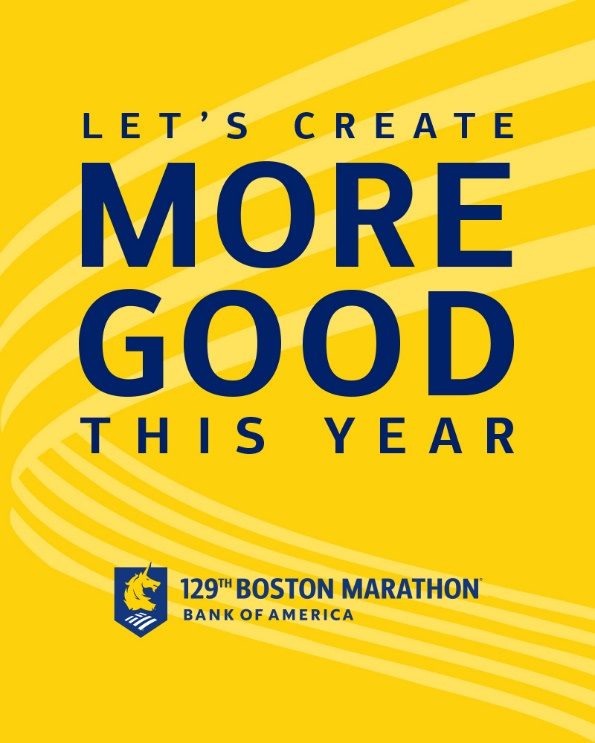 LET'S CREATE
MORE
GOOD
THIS YEAR
129TH BOSTON MARATHON®
BANK OF AMERICA